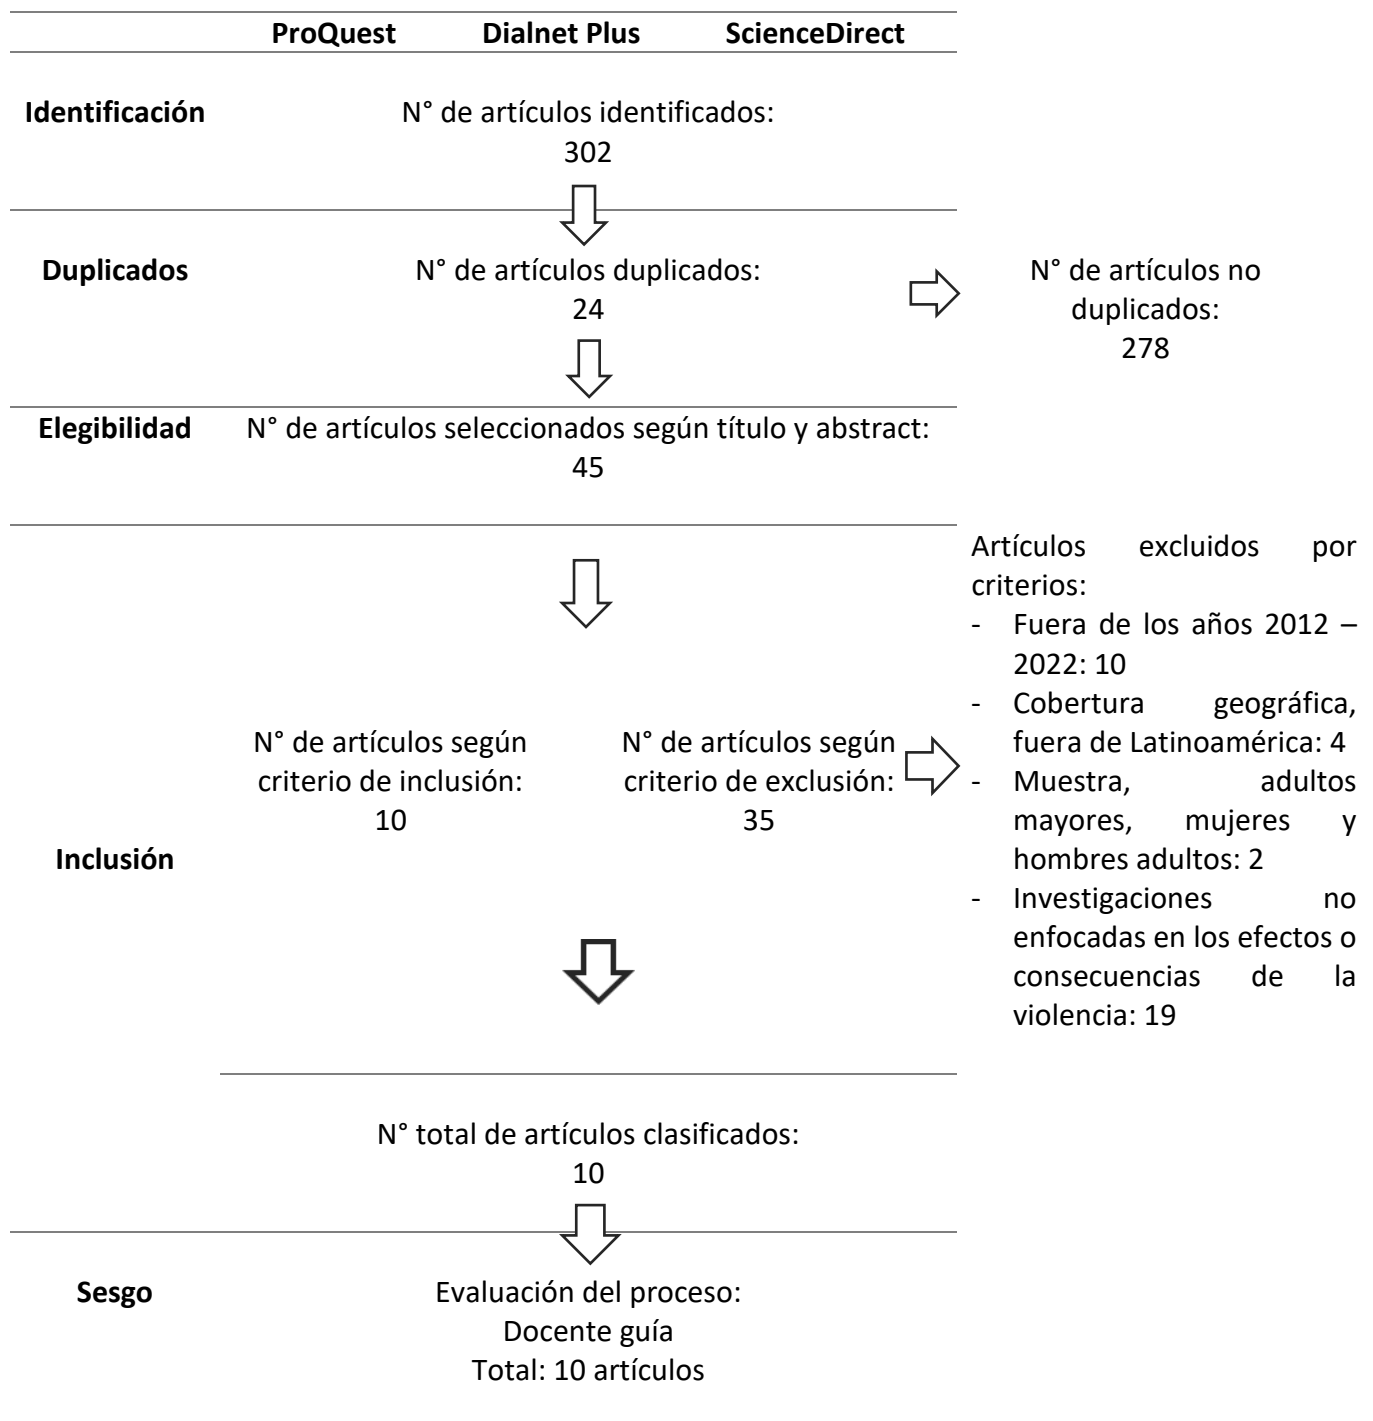 ProQuest Dialnet Plus ScienceDirect
Identificación
N° de artículos identificados:
302
Duplicados
N° de artículos duplicados:
24
N° de artículos no
duplicados:
278
Elegibilidad
N° de artículos seleccionados según título y abstract:
45
Inclusión
N° de artículos según
criterio de inclusión:
10
N° de artículos según
criterio de exclusión:
35
Artículos excluidos por
criterios:
- Fuera de los años 2012 –
2022: 10
- Cobertura geográfica,
fuera de Latinoamérica: 4
- Muestra, adultos
mayores, mujeres y
hombres adultos: 2
- Investigaciones no
enfocadas en los efectos o
consecuencias de la
violencia: 19
N° total de artículos clasificados:
10
Sesgo
Evaluación del proceso:
Docente guía
Total: 10 artículos